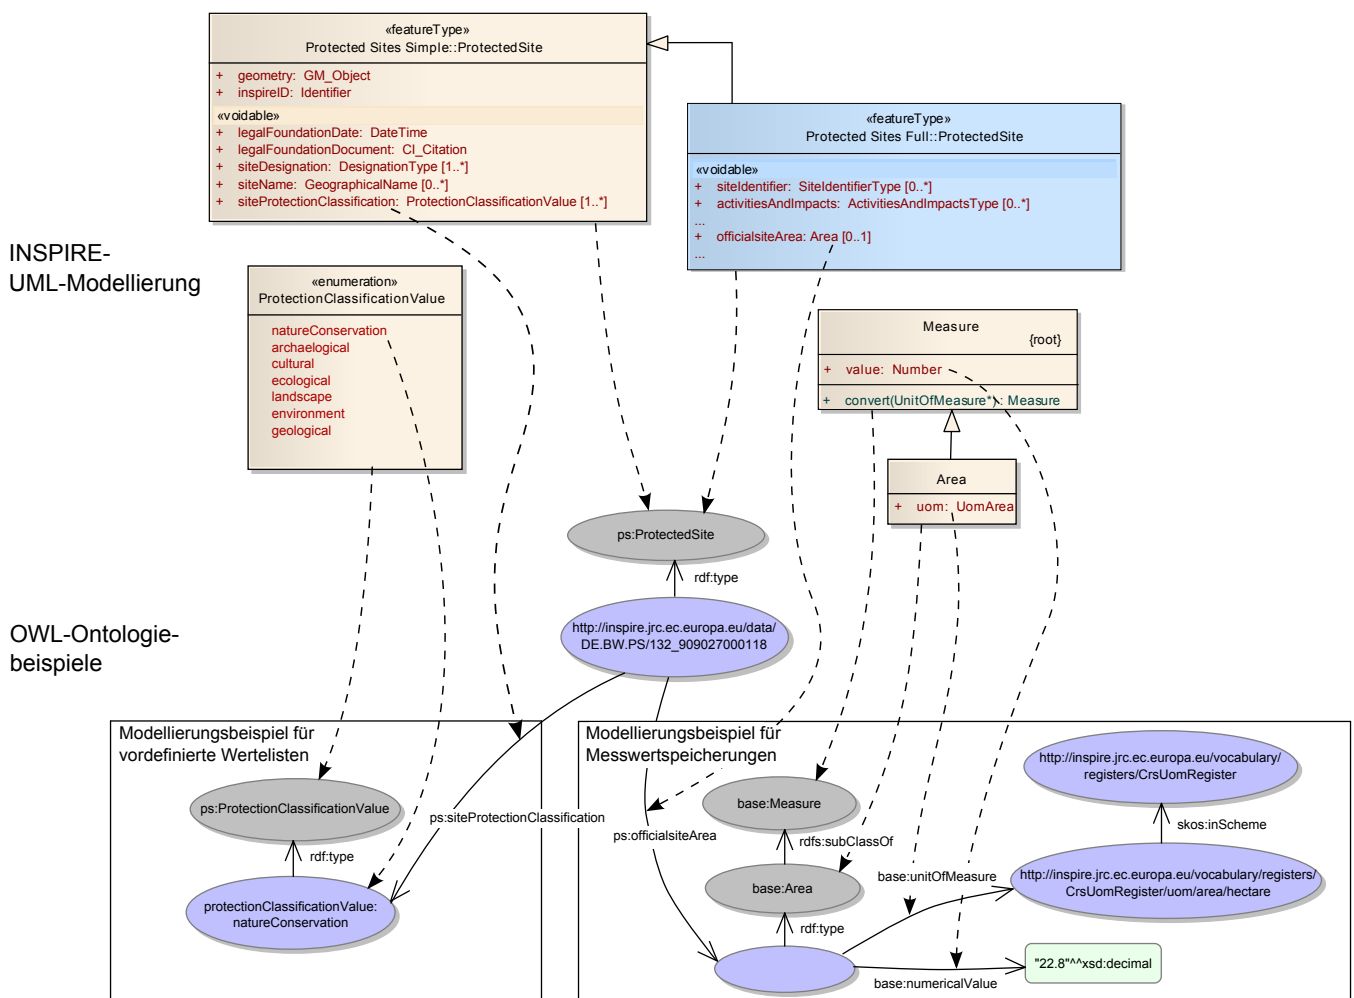 «featureType»
Protected Sites Simple::ProtectedSite
+ geometry: GM_Object
+ inspireID: Identifier
«voidable»
+ legalFoundationDate: DateTime
+ legalFoundationDocument: CI_Citation
+ siteDesignation: DesignationType [1..*]
+ siteName: GeographicalName [0..*]
+ siteProtectionClassification: ProtectionClassificationValue [1..*]
«featureType»
Protected Sites Full::ProtectedSite
«voidable»
+ siteIdentifier: SiteIdentifierType [0..*]
+ activitiesAndImpacts: ActivitiesAndImpactsType [0..*]
...
+ officialsiteArea: Area [0..1]
...
INSPIRE-
UML-Modellierung
«enumeration»
ProtectionClassificationValue
natureConservation
archaelogical
cultural
ecological
landscape
environment
geological
Measure
{root}
+ value: Number
+ convert(UnitOfMeasure*) : Measure
Area
+ uom: UomArea
ps:ProtectedSite
rdf:type
http://inspire.jrc.ec.europa.eu/data/
DE.BW.PS/132_909027000118
OWL-Ontologie-
beispiele
Modellierungsbeispiel für
vordefinierte Wertelisten
ps:ProtectionClassificationValue
rdf:type
protectionClassificationValue:
natureConservation
ps:siteProtectionClassification
Modellierungsbeispiel für
Messwertspeicherungen
ps:officialsiteArea
base:Measure
rdfs:subClassOf
base:Area
rdf:type
base:unitOfMeasure
http://inspire.jrc.ec.europa.eu/vocabulary/
registers/CrsUomRegister
skos:inScheme
http://inspire.jrc.ec.europa.eu/vocabulary/registers/
CrsUomRegister/uom/area/hectare
"22.8"^^xsd:decimal
base:numericalValue